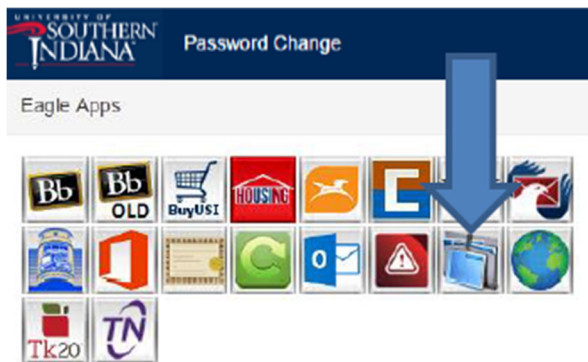 UNIVERSITY OF
SOUTHERN
INDIANA
Password Change
Eagle Apps
Bb
Bb
OLD
BuyUSI
HOUSING
C
O
Tk20
TN